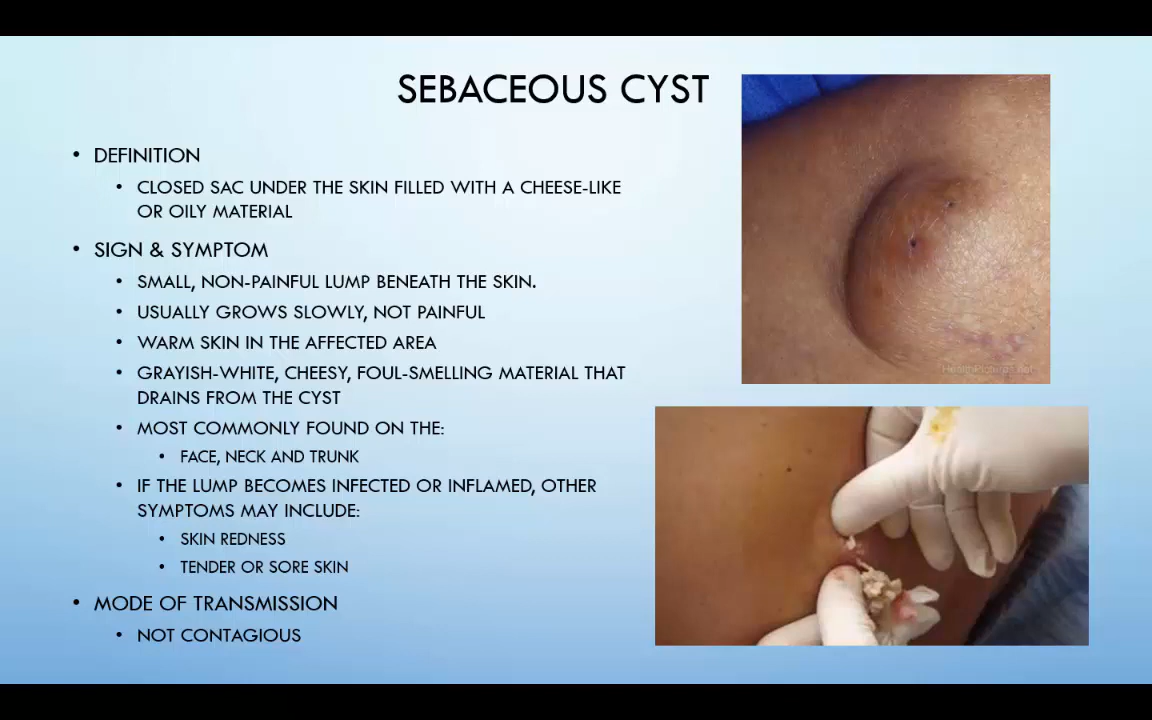 SEBACEOUS CYST
• DEFINITION
• CLOSED SAC UNDER THE SKIN FILLED WITH A CHEESE-LIKE
OR OILY MATERIAL
• SIGN & SYMPTOM
• SMALL, NON-PAINFUL LUMP BENEATH THE SKIN.
• USUALLY GROWS SLOWLY, NOT PAINFUL
• WARM SKIN IN THE AFFECTED AREA
• GRAYISH-WHITE, CHEESY, FOUL-SMELLING MATERIAL THAT
DRAINS FROM THE CYST
• MOST COMMONLY FOUND ON THE:
• FACE, NECK AND TRUNK
• IF THE LUMP BECOMES INFECTED OR INFLAMED, OTHER
SYMPTOMS MAY INCLUDE:
• SKIN REDNESS
• TENDER OR SORE SKIN
• MODE OF TRANSMISSION
• NOT CONTAGIOUS
HealthPictures.net